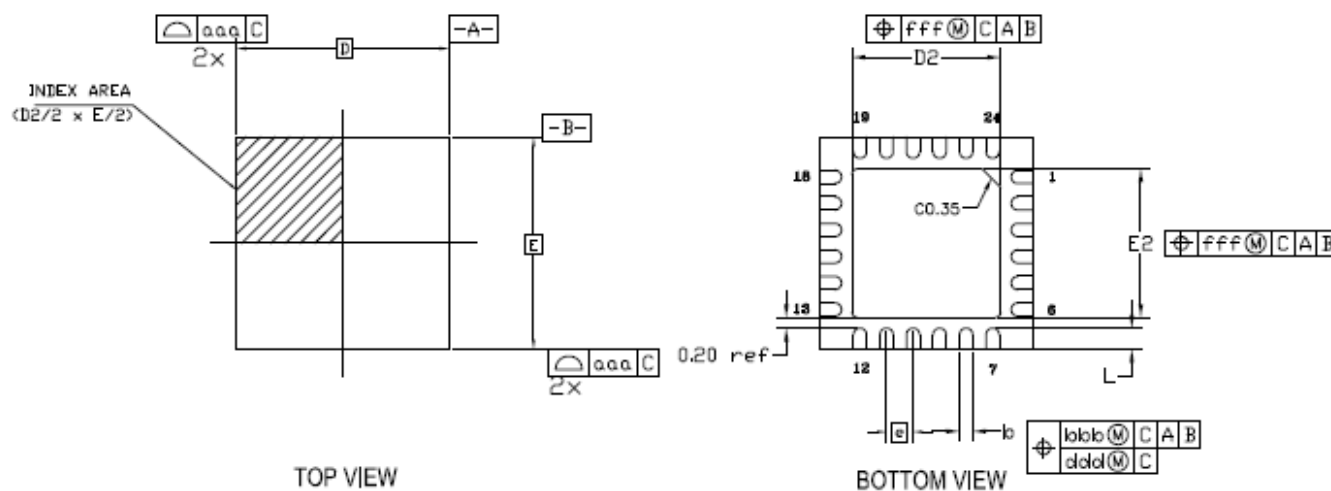 aaa C
2x
D
-A-
INDEX AREA
(D2/2 x E/2)
-B-
E
aaa C
2x
TOP VIEW
fff Ⓜ C A B
D2
19
24
18
1
C0.35
E2
fff Ⓜ C A B
13
6
0.20 ref
12
7
L
e
b
bbb Ⓜ C A B
ddd Ⓜ C
BOTTOM VIEW